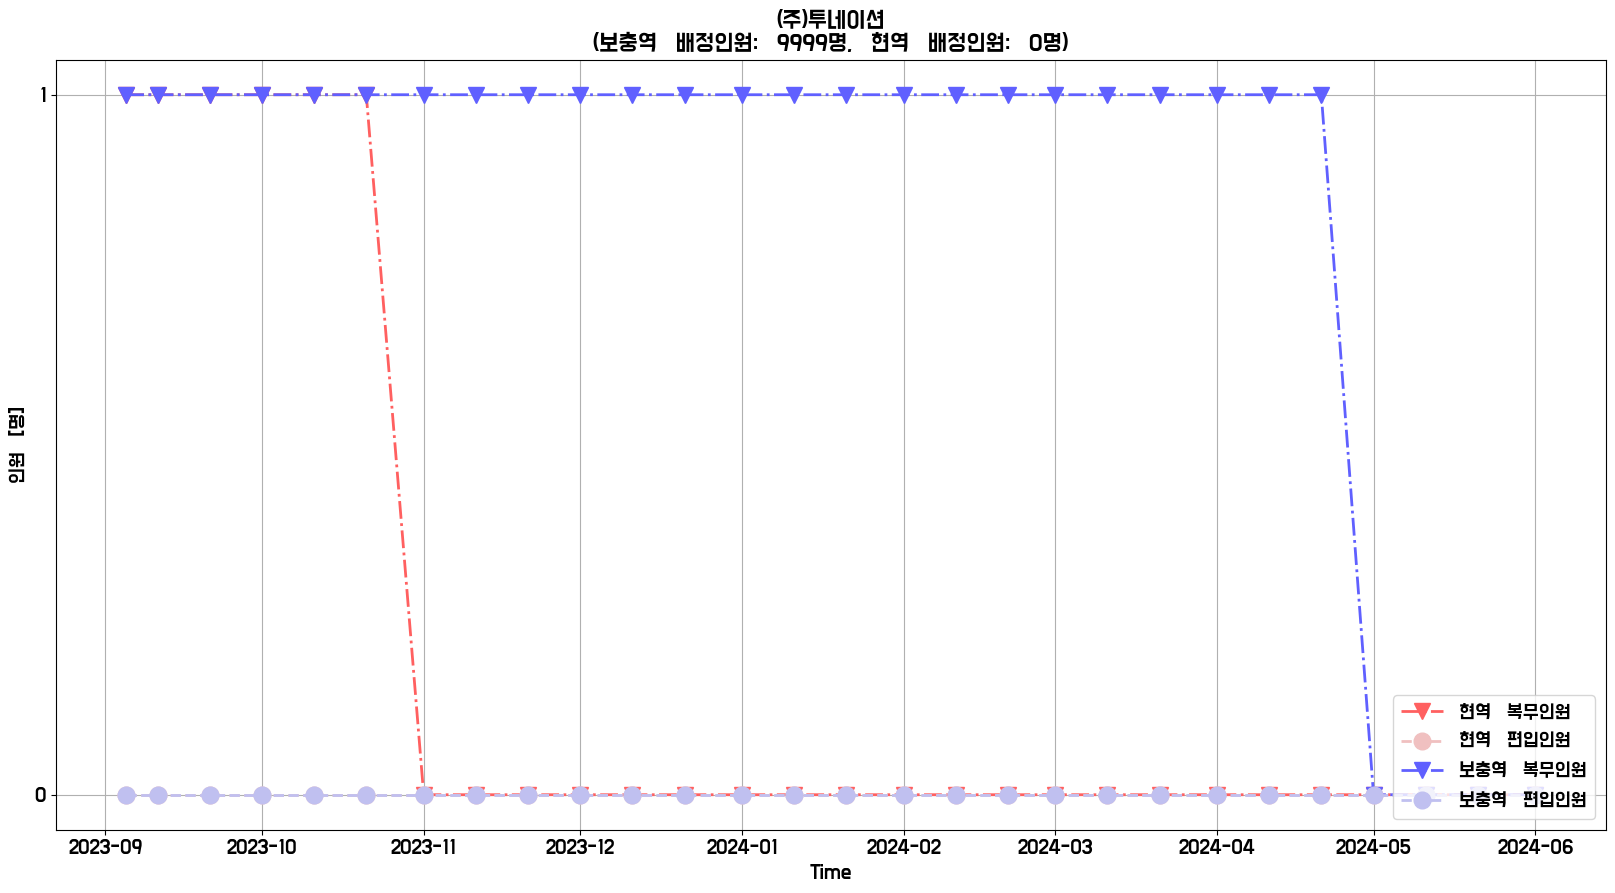 (주)투네이션
(보충역 배정인원: 9999명, 현역 배정인원: 0명)
인원 [명]
1
0
현역 복무인원
현역 편입인원
보충역 복무인원
보충역 편입인원
2023-09 2023-10 2023-11 2023-12 2024-01 2024-02 2024-03 2024-04 2024-05 2024-06
Time